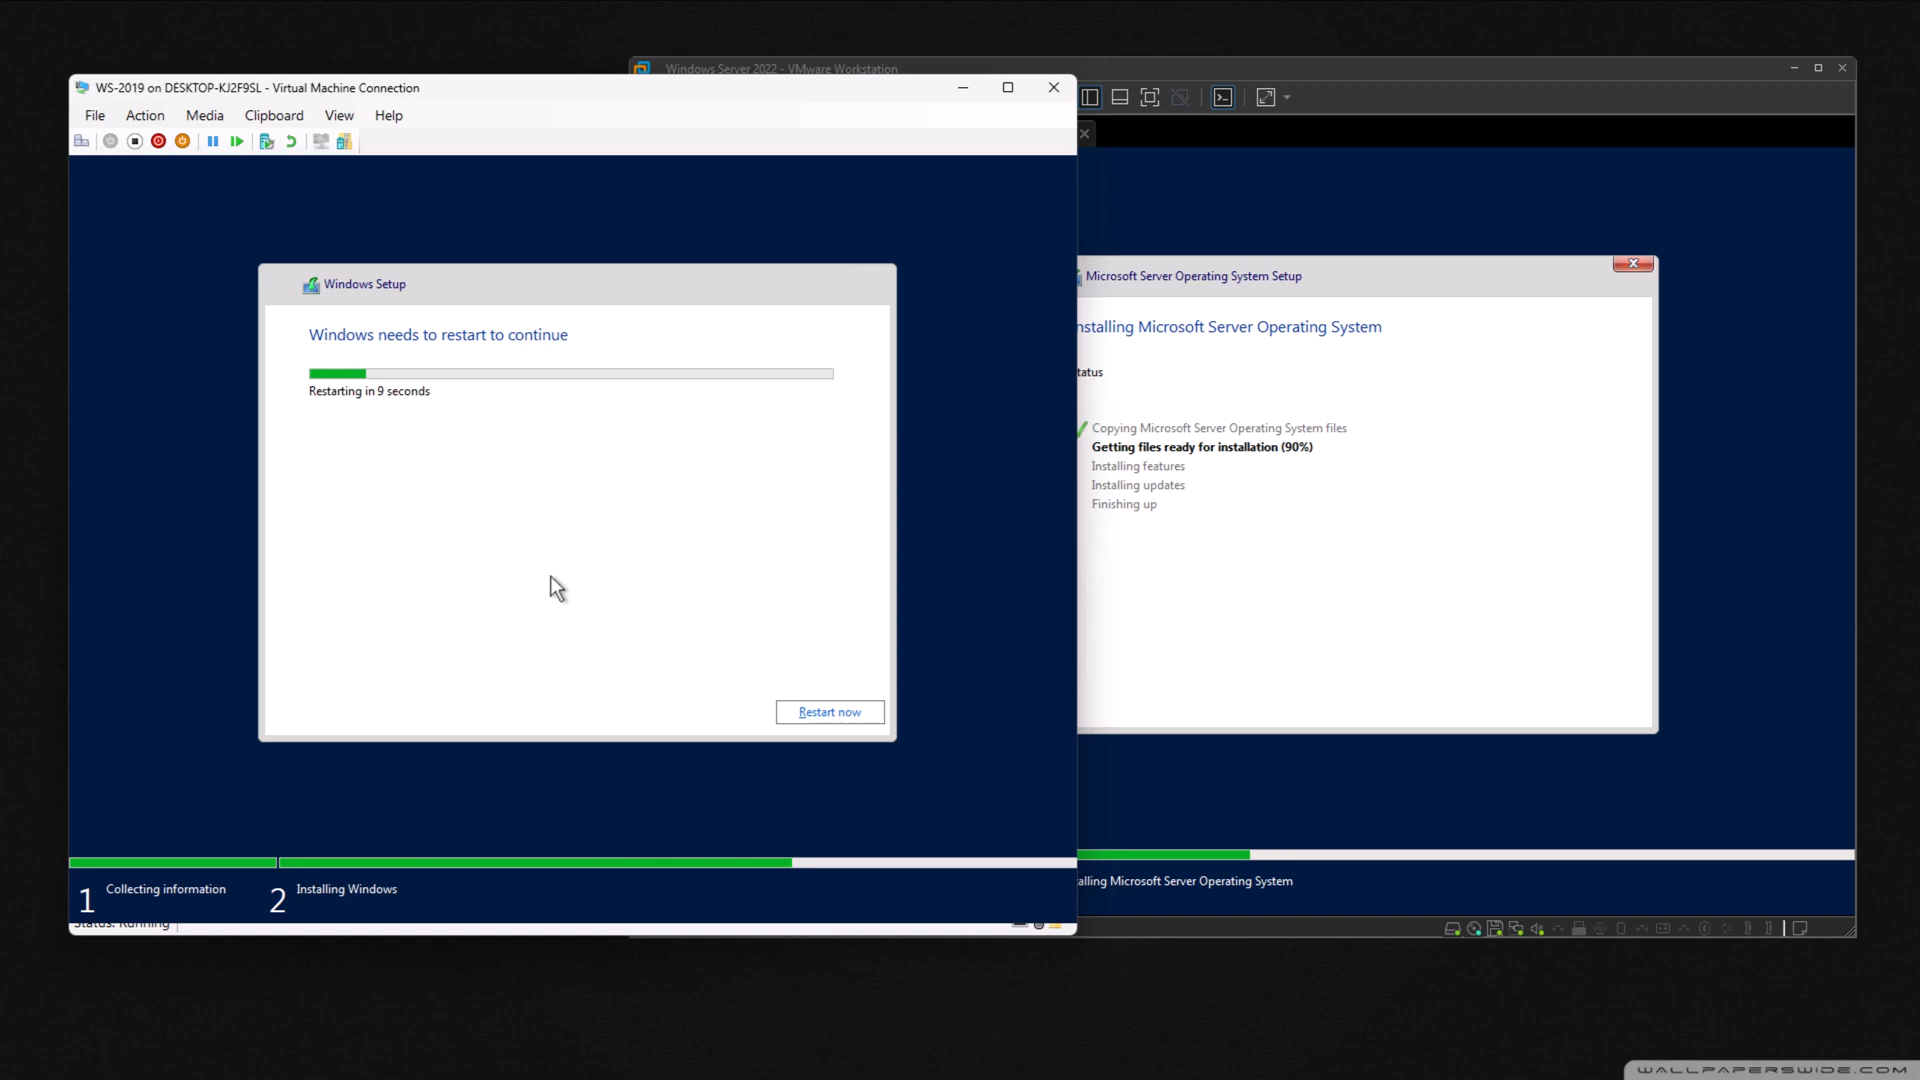 Windows Server 2022 - VMware Workstation
WS-2019 on DESKTOP-KJ2F9SL - Virtual Machine Connection
File Action Media Clipboard View Help
Windows Setup
Windows needs to restart to continue
Restarting in 9 seconds
Restart now
1 Collecting information
2 Installing Windows
Status: Running
Microsoft Server Operating System Setup
nstalling Microsoft Server Operating System
tatus
Copying Microsoft Server Operating System files
Getting files ready for installation (90%)
Installing features
Installing updates
Finishing up
alling Microsoft Server Operating System
WALLPAPERSWIDE.COM